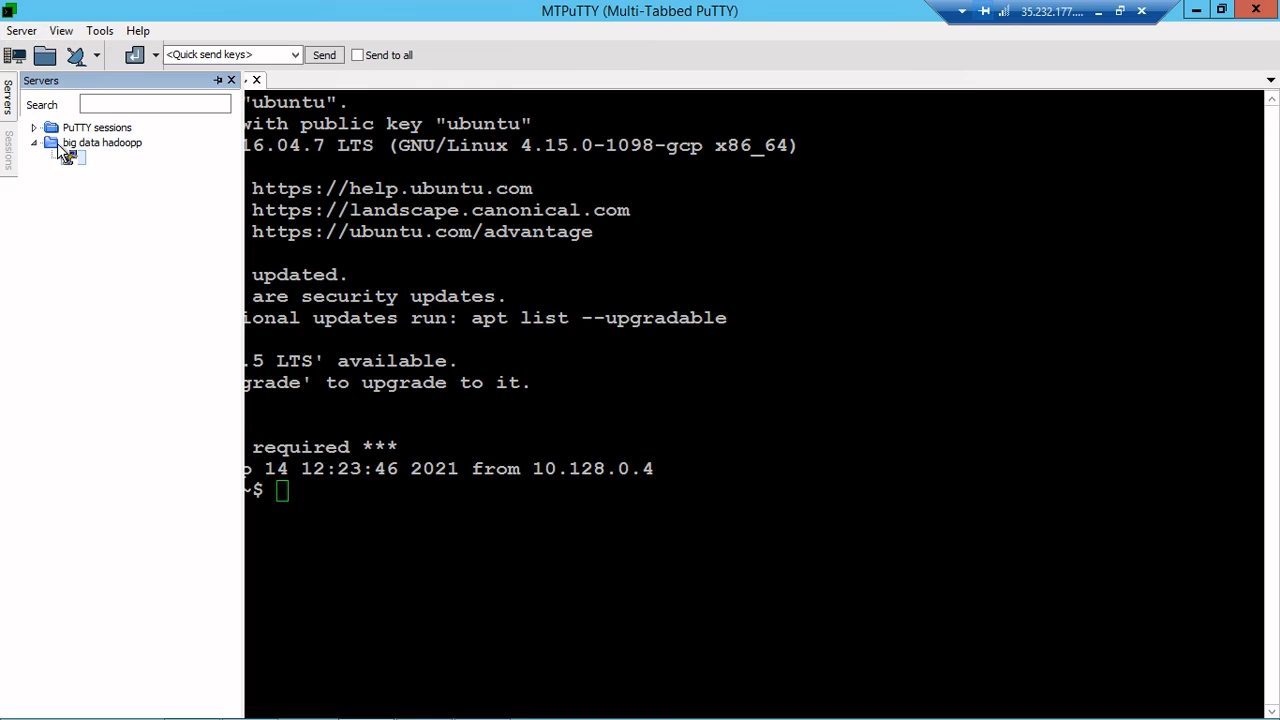 MTPuTTY (Multi-Tabbed PuTTY)
35.232.177....
Server View Tools Help
<Quick send keys> Send Send to all
Servers
Servers
Search
Sessions
PuTTY sessions
big data hadoopp
"ubuntu".
with public key "ubuntu"
16.04.7 LTS (GNU/Linux 4.15.0-1098-gcp x86_64)
https://help.ubuntu.com
https://landscape.canonical.com
https://ubuntu.com/advantage
updated.
are security updates.
ional updates run: apt list --upgradable
.5 LTS' available.
grade' to upgrade to it.
required ***
14 12:23:46 2021 from 10.128.0.4
~$